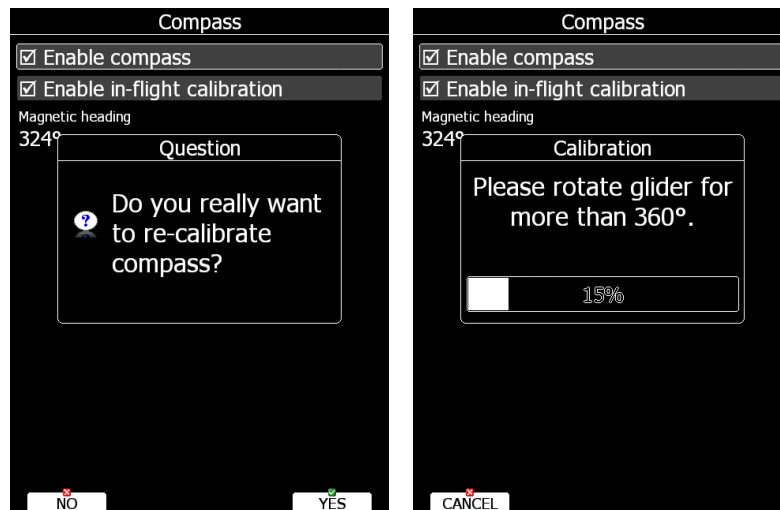 Compass
Enable compass
Enable in-flight calibration
Magnetic heading
324°
Question
?
Do you really want
to re-calibrate
compass?
NO
YES
Compass
Enable compass
Enable in-flight calibration
Magnetic heading
324°
Calibration
Please rotate glider for
more than 360°.
15%
CANCEL